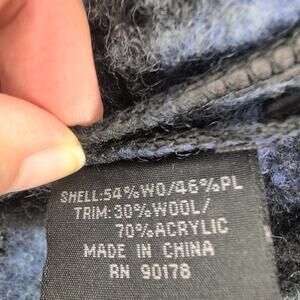 SHELL:54%WO/46%PL
TRIM:30%WOOL/
70%ACRYLIC
MADE IN CHINA
RN 90178